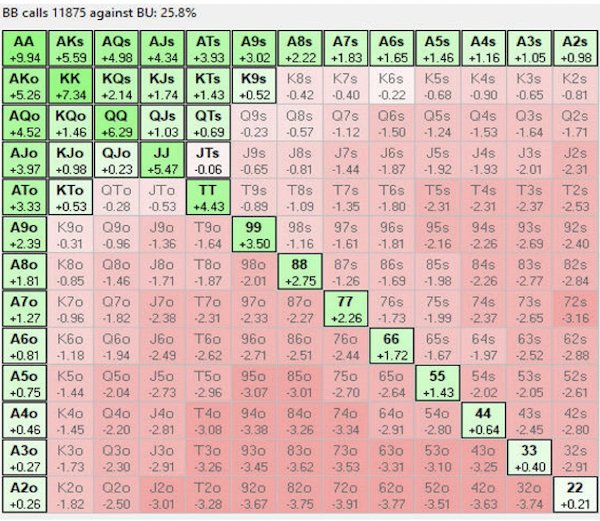 BB calls 11875 against BU: 25.8%
AA AKs AQs AJs ATs A9s A8s A7s A6s A5s A4s A3s A2s
+9.94 +5.59 +4.98 +4.34 +3.93 +3.02 +2.22 +1.83 +1.65 +1.46 +1.16 +1.05 +0.98
AKo KK KQs KJs KTs K9s K8s K7s K6s K5s K4s K3s K2s
+5.26 +7.34 +2.14 +1.74 +1.43 +0.52 -0.42 -0.40 -0.22 -0.68 -0.90 -0.65 -0.81
AQo KQo QQ QJs QTs Q9s Q8s Q7s Q6s Q5s Q4s Q3s Q2s
+4.52 +1.46 +6.29 +1.03 +0.69 -0.23 -0.57 -1.12 -1.50 -1.24 -1.53 -1.64 -1.71
AJo KJo QJo JJ JTs J9s J8s J7s J6s J5s J4s J3s J2s
+3.97 +0.98 +0.23 +5.47 -0.06 -0.65 -0.81 -1.44 -1.87 -1.92 -1.93 -2.01 -2.31
ATo KTo QTo JTo TT T9s T8s T7s T6s T5s T4s T3s T2s
+3.33 +0.53 -0.28 -0.53 +4.43 -0.89 -1.09 -1.35 -1.80 -2.31 -2.31 -2.37 -2.53
A9o K9o Q9o J9o T9o 99 98s 97s 96s 95s 94s 93s 92s
+2.39 -0.31 -0.96 -1.36 -1.64 +3.50 -1.16 -1.61 -1.81 -2.16 -2.26 -2.69 -2.40
A8o K8o Q8o J8o T8o 98o 88 87s 86s 85s 84s 83s 82s
+1.81 -0.85 -1.46 -1.71 -1.87 -2.01 +2.75 -1.26 -1.69 -1.98 -2.26 -2.77 -2.84
A7o K7o Q7o J7o T7o 97o 87o 77 76s 75s 74s 73s 72s
+1.27 -0.96 -1.82 -2.38 -2.31 -2.33 -2.27 +2.26 -1.73 -1.99 -2.37 -2.65 -3.16
A6o K6o Q6o J6o T6o 96o 86o 76o 66 65s 64s 63s 62s
+0.81 -1.18 -1.94 -2.49 -2.62 -2.71 -2.51 -2.44 +1.72 -1.67 -1.97 -2.52 -2.88
A5o K5o Q5o J5o T5o 95o 85o 75o 65o 55 54s 53s 52s
+0.75 -1.44 -2.04 -2.73 -2.96 -3.07 -3.01 -2.70 -2.64 +1.43 -2.02 -2.05 -2.61
A4o K4o Q4o J4o T4o 94o 84o 74o 64o 54o 44 43s 42s
+0.46 -1.45 -2.20 -2.81 -3.08 -3.38 -3.26 -3.34 -2.91 -2.80 +0.64 -2.45 -2.80
A3o K3o Q3o J3o T3o 93o 83o 73o 63o 53o 43o 33 32s
+0.27 -1.73 -2.30 -2.91 -3.26 -3.45 -3.62 -3.53 -3.31 -3.10 -3.25 +0.40 -2.91
A2o K2o Q2o J2o T2o 92o 82o 72o 62o 52o 42o 32o 22
+0.26 -1.82 -2.50 -3.01 -3.28 -3.67 -3.75 -3.91 -3.77 -3.51 -3.63 -3.74 +0.21